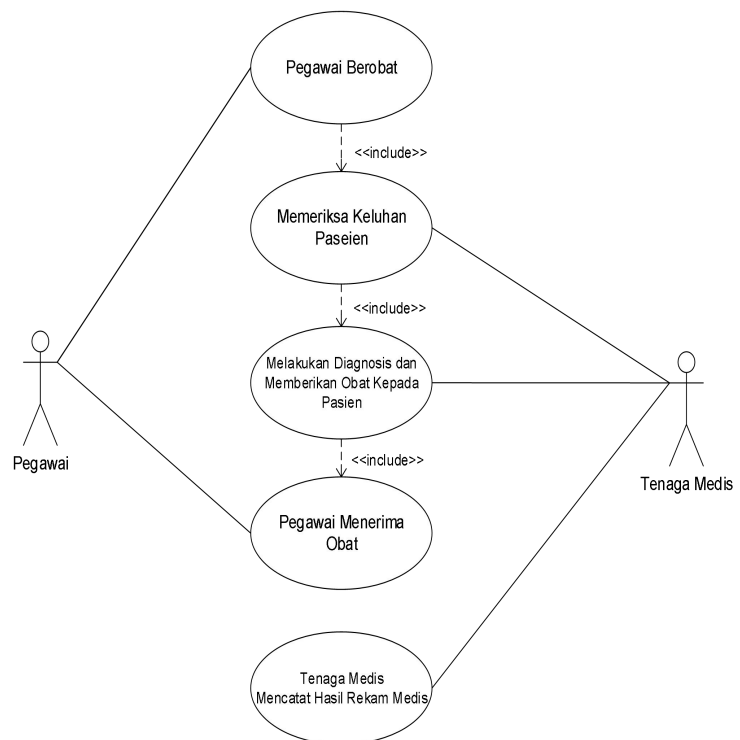 Pegawai Berobat
<<include>>
Memeriksa Keluhan
Paseien
<<include>>
Melakukan Diagnosis dan
Memberikan Obat Kepada
Pasien
Pegawai
Tenaga Medis
<<include>>
Pegawai Menerima
Obat
Tenaga Medis
Mencatat Hasil Rekam Medis